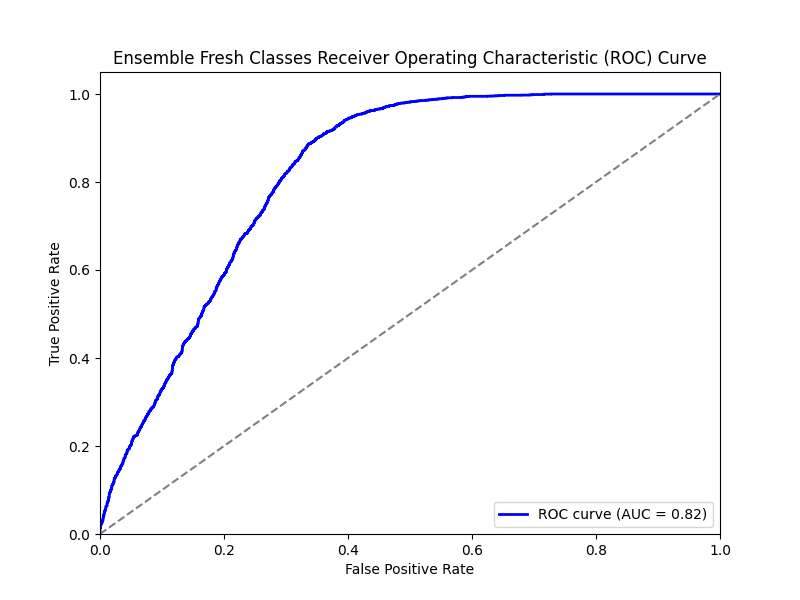 Ensemble Fresh Classes Receiver Operating Characteristic (ROC) Curve
True Positive Rate
1.0
0.8
0.6
0.4
0.2
0.0
ROC curve (AUC = 0.82)
0.0 0.2 0.4 0.6 0.8 1.0
False Positive Rate